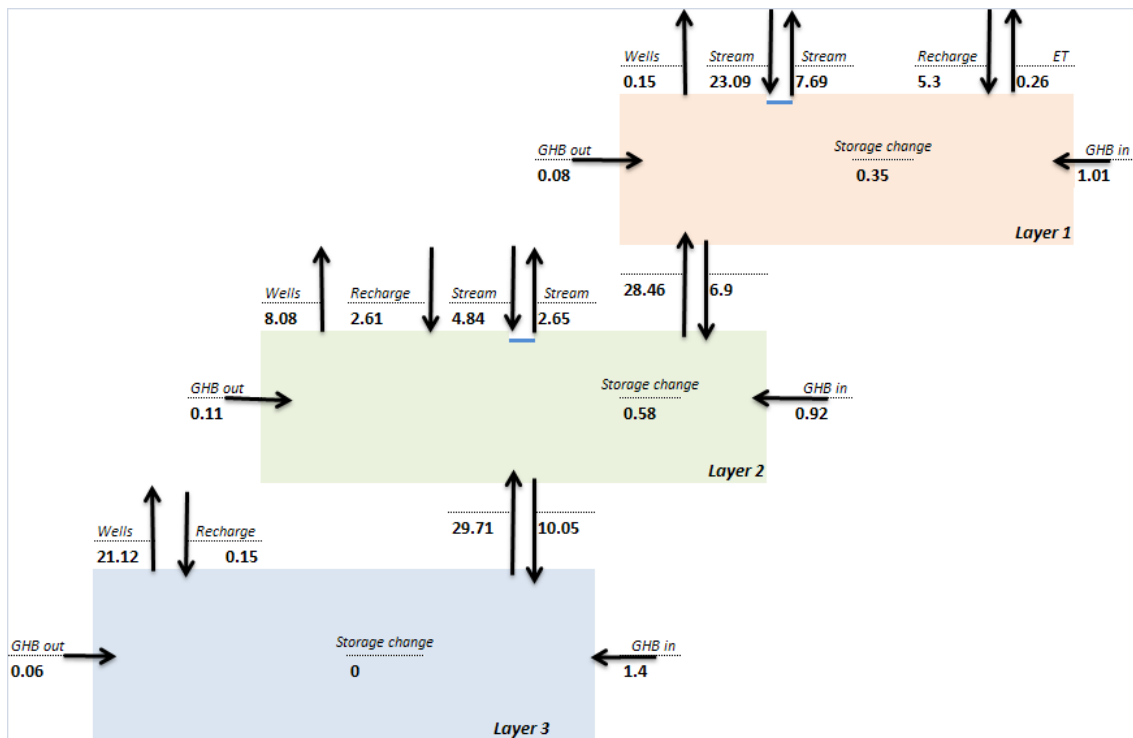 Wells Stream Stream Recharge ET
0.15 23.09 7.69 5.3 0.26
Storage change
GHB out GHB in
0.08 0.35 1.01
Layer 1
28.46 6.9
Wells Recharge Stream Stream
8.08 2.61 4.84 2.65
Storage change
GHB out GHB in
0.11 0.58 0.92
Layer 2
29.71 10.05
Wells Recharge
21.12 0.15
Storage change
GHB out GHB in
0.06 0 1.4
Layer 3